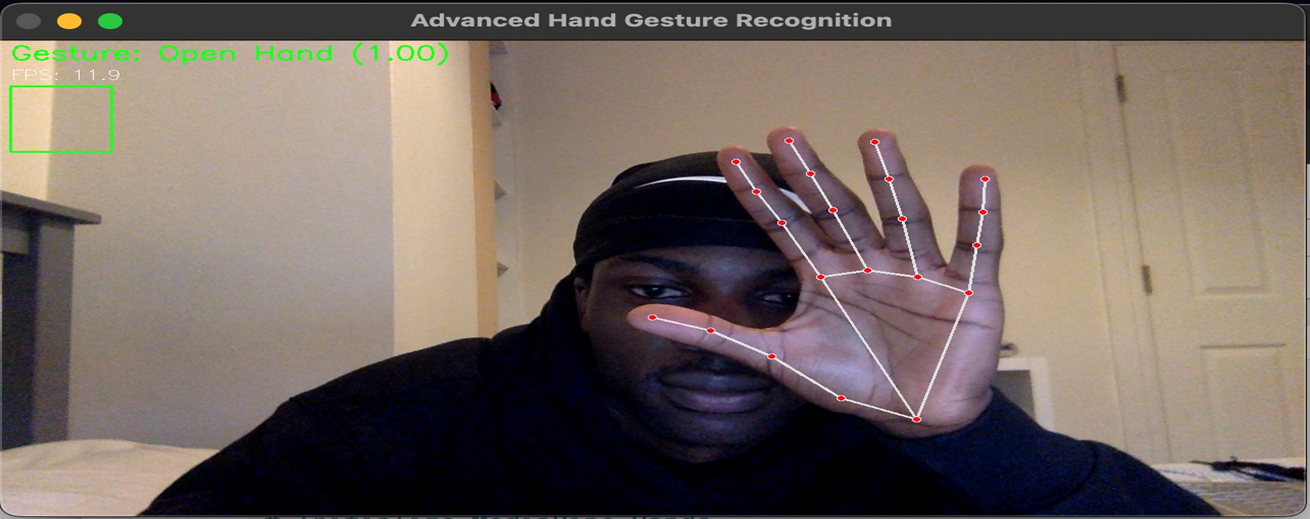 Advanced Hand Gesture Recognition
Gesture: Open Hand (1.00)
FPS: 11.9